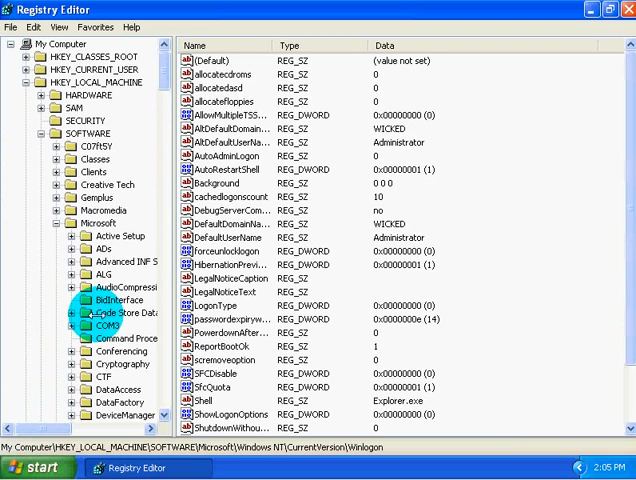 Registry Editor
File Edit View Favorites Help
My Computer
HKEY_CLASSES_ROOT
HKEY_CURRENT_USER
HKEY_LOCAL_MACHINE
HARDWARE
SAM
SECURITY
SOFTWARE
C07ft5Y
Classes
Clients
Creative Tech
Gemplus
Macromedia
Microsoft
Active Setup
ADs
Advanced INF S
ALG
AudioCompressi
BidInterface
Code Store Data
COM3
Command Proce
Conferencing
Cryptography
CTF
DataAccess
DataFactory
DeviceManager
Name Type Data
(Default) REG_SZ (value not set)
allocatecdroms REG_SZ 0
allocatedasd REG_SZ 0
allocatefloppies REG_SZ 0
AllowMultipleTSS... REG_DWORD 0x00000000 (0)
AltDefaultDomain... REG_SZ WICKED
AltDefaultUserNa... REG_SZ Administrator
AutoAdminLogon REG_SZ 0
AutoRestartShell REG_DWORD 0x00000001 (1)
Background REG_SZ 0 0 0
cachedlogonscount REG_SZ 10
DebugServerCom... REG_SZ no
DefaultDomainNa... REG_SZ WICKED
DefaultUserName REG_SZ Administrator
forceunlocklogon REG_DWORD 0x00000000 (0)
HibernationPrevi... REG_DWORD 0x00000001 (1)
LegalNoticeCaption REG_SZ
LegalNoticeText REG_SZ
LogonType REG_DWORD 0x00000000 (0)
passwordexpiryw... REG_DWORD 0x0000000e (14)
PowerdownAfter... REG_SZ 0
ReportBootOk REG_SZ 1
scremoveoption REG_SZ 0
SFCDisable REG_DWORD 0x00000000 (0)
SfcQuota REG_DWORD 0x00000001 (1)
Shell REG_SZ Explorer.exe
ShowLogonOptions REG_DWORD 0x00000000 (0)
ShutdownWithou... REG_SZ 0
My Computer\HKEY_LOCAL_MACHINE\SOFTWARE\Microsoft\Windows NT\CurrentVersion\Winlogon
start Registry Editor 2:05 PM